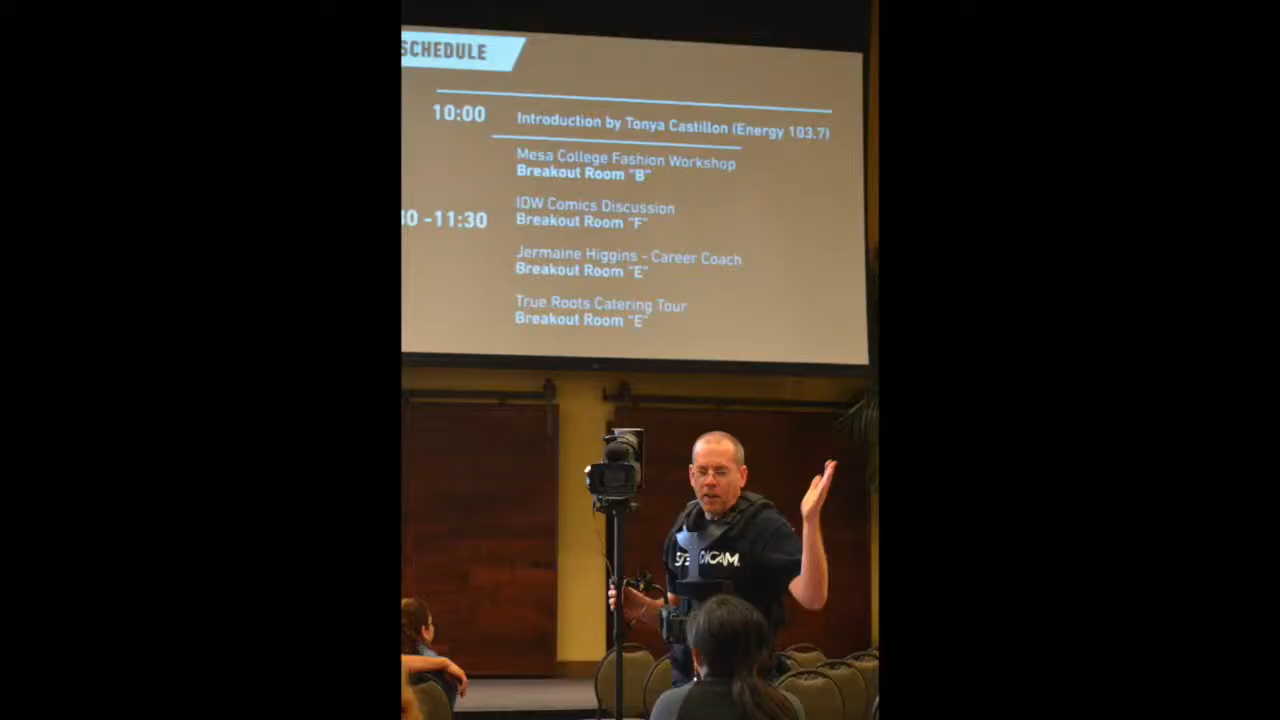 SCHEDULE
10:00
Introduction by Tonya Castillon (Energy 103.7)
Mesa College Fashion Workshop
Breakout Room "B"
IDW Comics Discussion
Breakout Room "F"
0 -11:30
Jermaine Higgins - Career Coach
Breakout Room "E"
True Roots Catering Tour
Breakout Room "E"